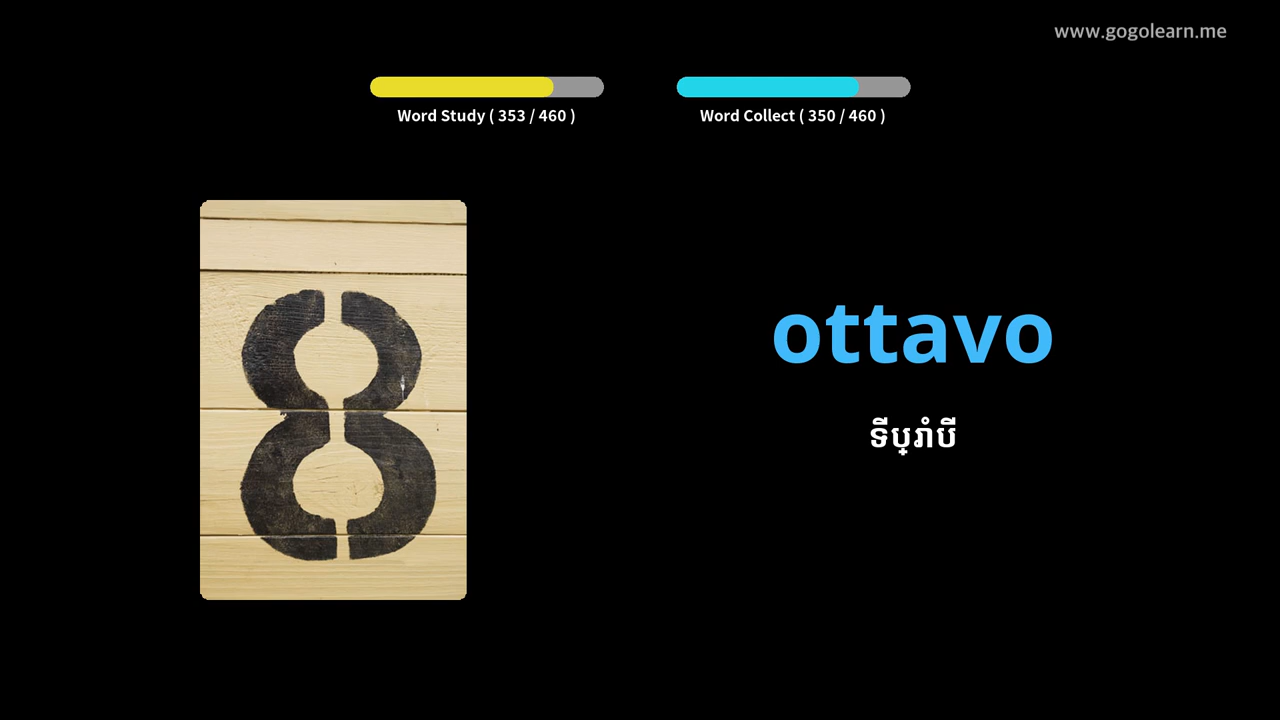 www.gogolearn.me
Word Study ( 353 / 460 )
Word Collect ( 350 / 460 )
8
ottavo
ទីប្រាំបី